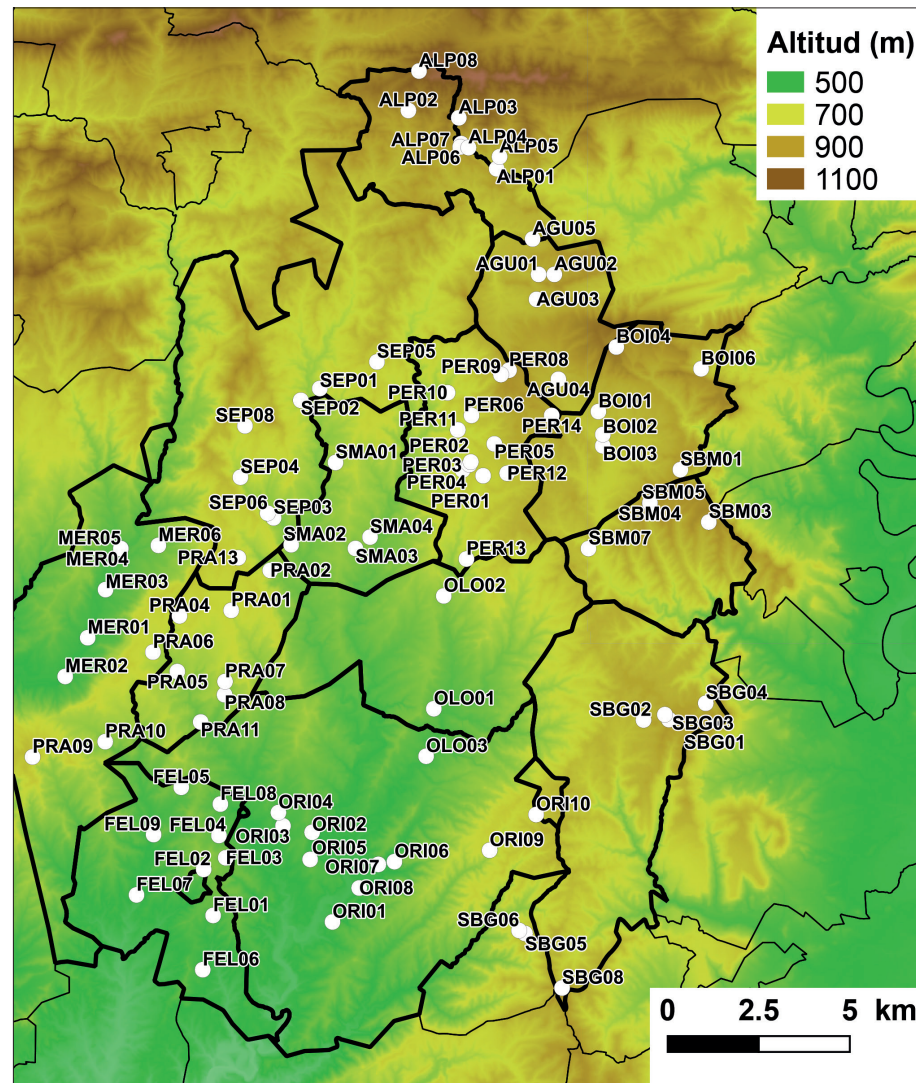 Altitud (m)
500
700
900
1100
ALP08
ALP02
ALP03
ALP07
ALP04
ALP06
ALP05
ALP01
AGU05
AGU01
AGU02
AGU03
BOI04
SEP05
PER09
PER08
BOI06
SEP01
PER10
AGU04
SEP02
PER06
BOI01
SEP08
PER11
PER14
BOI02
PER02
PER05
BOI03
SMA01
PER03
SBM01
SEP04
PER04
PER12
PER01
SBM05
SEP06
SEP03
SBM04
SBM03
SMA04
MER05
MER06
SMA02
SBM07
MER04
PRA13
SMA03
PER13
PRA02
MER03
OLO02
PRA04
PRA01
MER01
PRA06
MER02
PRA07
PRA05
SBG04
PRA08
OLO01
SBG02
SBG03
PRA10
PRA11
SBG01
PRA09
OLO03
FEL05
FEL08
ORI04
ORI10
FEL09
FEL04
ORI03
ORI02
ORI09
FEL02
FEL03
ORI05
ORI06
ORI07
FEL07
ORI08
FEL01
ORI01
SBG06
SBG05
FEL06
SBG08
0 2.5 5 km